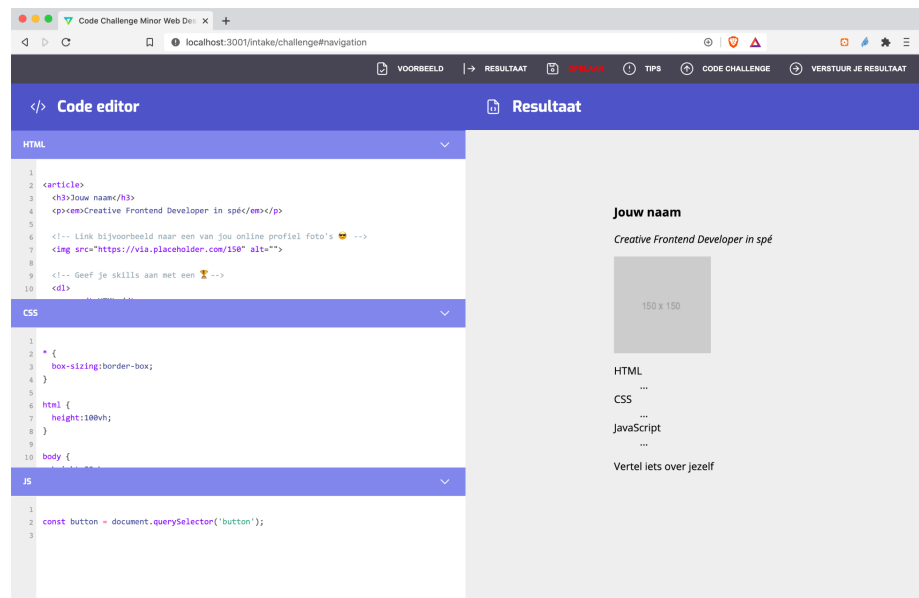 Code Challenge Minor Web Des
localhost:3001/intake/challenge#navigation
VOORBEELD RESULTAAT OPSLAAN TIPS CODE CHALLENGE VERSTUUR JE RESULTAAT
</> Code editor
Resultaat
HTML
1
2 <article>
3 <h3>Jouw naam</h3>
4 <p><em>Creative Frontend Developer in spé</em></p>
5
6 <!-- Link bijvoorbeeld naar een van jou online profiel foto's 😎 -->
7 <img src="https://via.placeholder.com/150" alt="">
8
9 <!-- Geef je skills aan met een 🏆 -->
10 <dl>
CSS
1
2 * {
3 box-sizing:border-box;
4 }
5
6 html {
7 height:100vh;
8 }
9
10 body {
JS
1
2 const button = document.querySelector('button');
3
Jouw naam
Creative Frontend Developer in spé
150 x 150
HTML
...
CSS
...
JavaScript
...
Vertel iets over jezelf